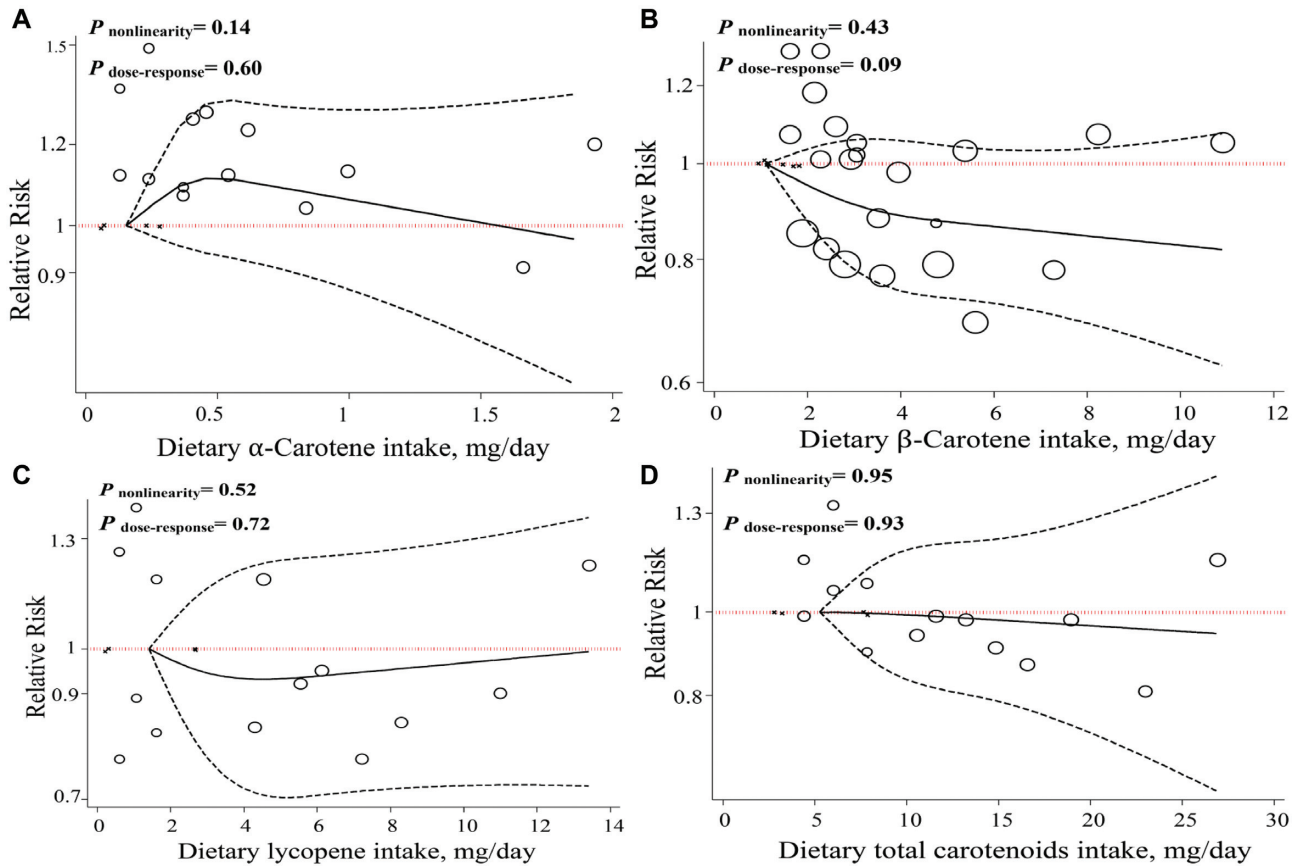 A
P nonlinearity= 0.14
P dose-response= 0.60
Relative Risk
1.5
1.2
1
0.9
0
0.5
1
1.5
2
Dietary α-Carotene intake, mg/day
B
P nonlinearity= 0.43
P dose-response= 0.09
Relative Risk
1.2
1
0.8
0.6
0
2
4
6
8
10
12
Dietary β-Carotene intake, mg/day
C
P nonlinearity= 0.52
P dose-response= 0.72
Relative Risk
1.3
1
0.9
0.7
0
2
4
6
8
10
12
14
Dietary lycopene intake, mg/day
D
P nonlinearity= 0.95
P dose-response= 0.93
Relative Risk
1.3
1
0.8
0
5
10
15
20
25
30
Dietary total carotenoids intake, mg/day